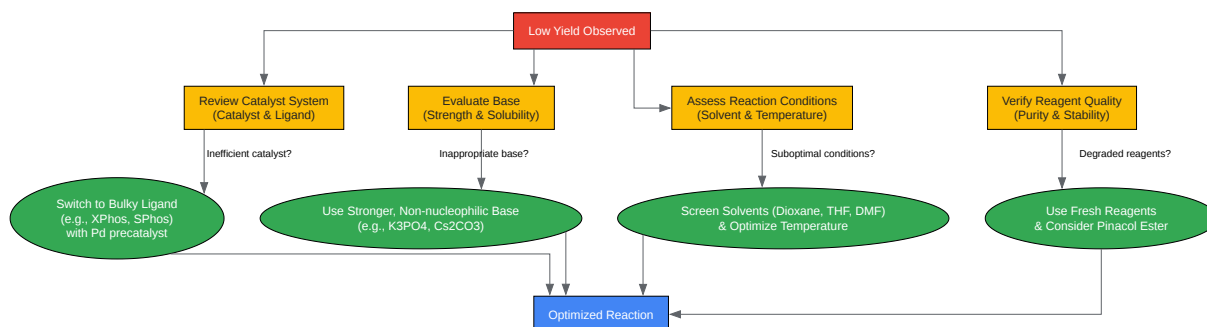 Low Yield Observed
Review Catalyst System
(Catalyst & Ligand)
Evaluate Base
(Strength & Solubility)
Assess Reaction Conditions
(Solvent & Temperature)
Verify Reagent Quality
(Purity & Stability)
Inefficient catalyst?
Inappropriate base?
Suboptimal conditions?
Degraded reagents?
Switch to Bulky Ligand
(e.g., XPhos, SPhos)
with Pd precatalyst
Use Stronger, Non-nucleophilic Base
(e.g., K3PO4, Cs2CO3)
Screen Solvents (Dioxane, THF, DMF)
& Optimize Temperature
Use Fresh Reagents
& Consider Pinacol Ester
Optimized Reaction